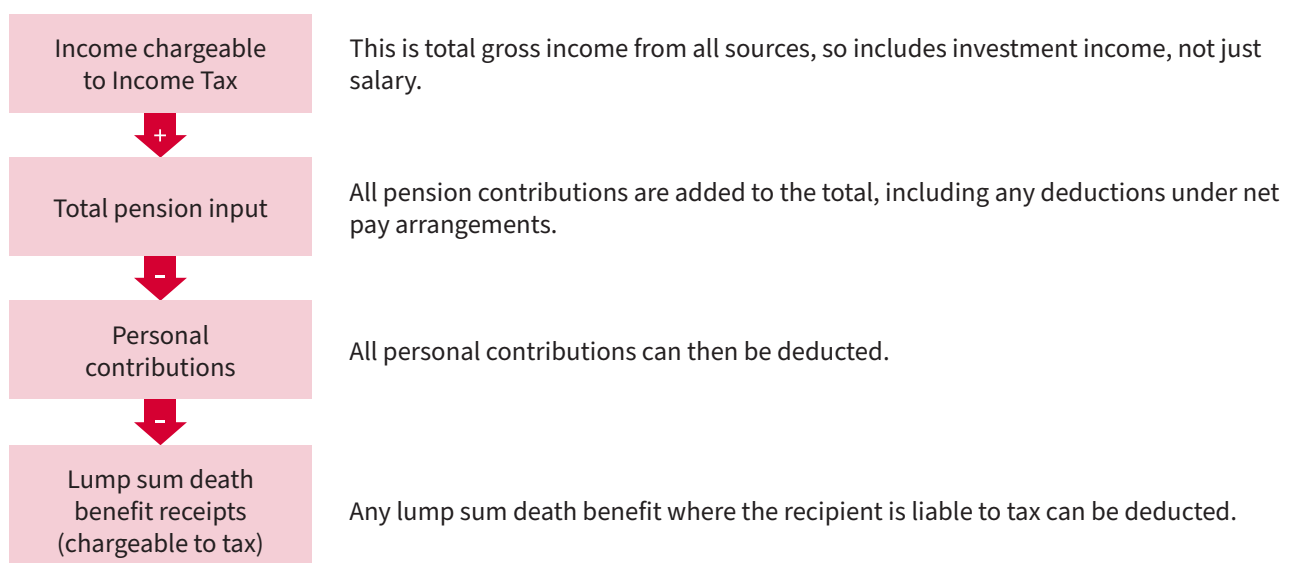 Income chargeable
to Income Tax
This is total gross income from all sources, so includes investment income, not just
salary.
+
Total pension input
All pension contributions are added to the total, including any deductions under net
pay arrangements.
-
Personal
contributions
All personal contributions can then be deducted.
-
Lump sum death
benefit receipts
(chargeable to tax)
Any lump sum death benefit where the recipient is liable to tax can be deducted.